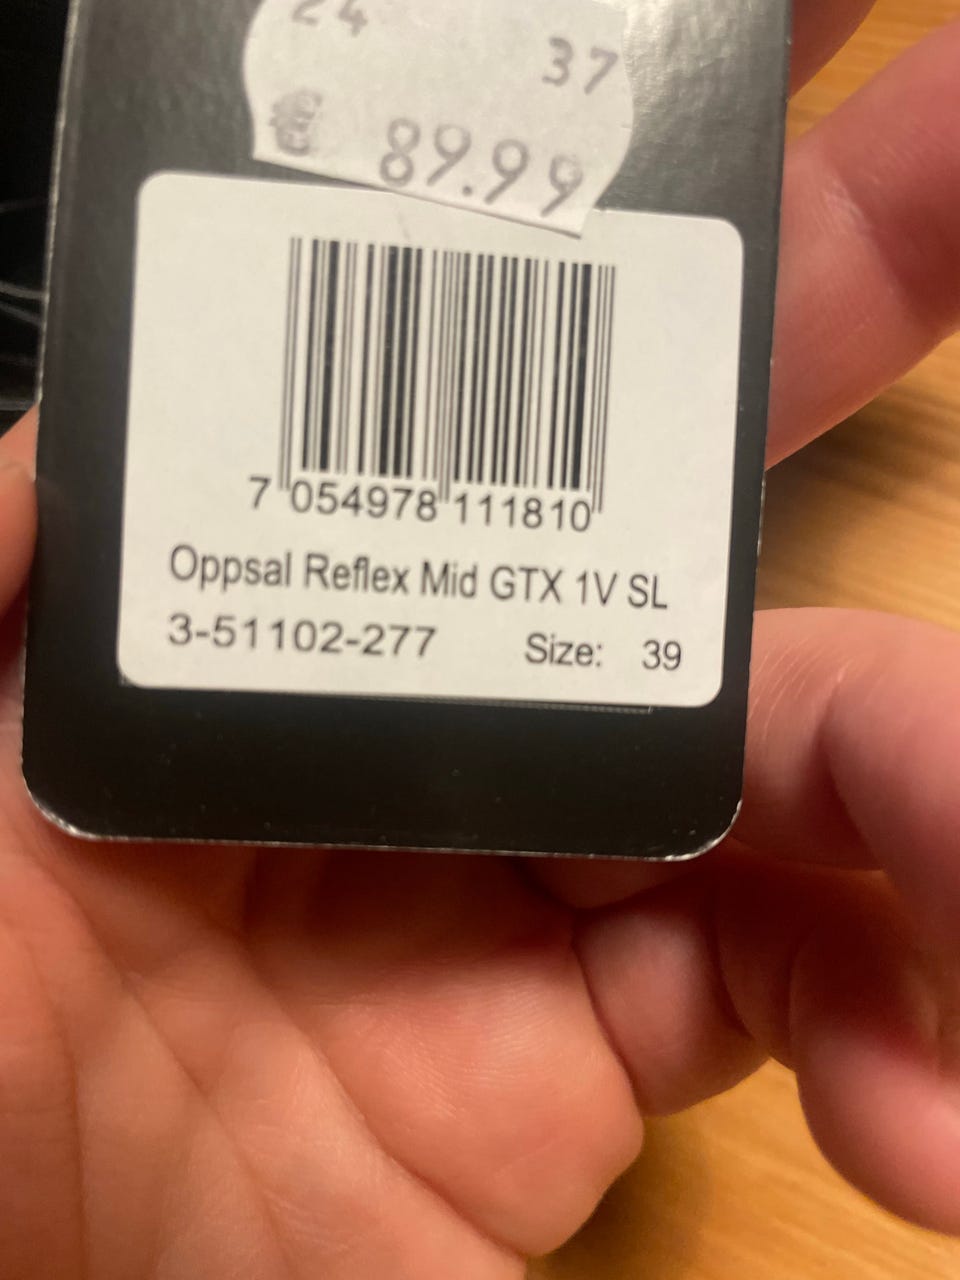 24
37
€ 89.99
7 054978 111810
Oppsal Reflex Mid GTX 1V SL
3-51102-277 Size: 39